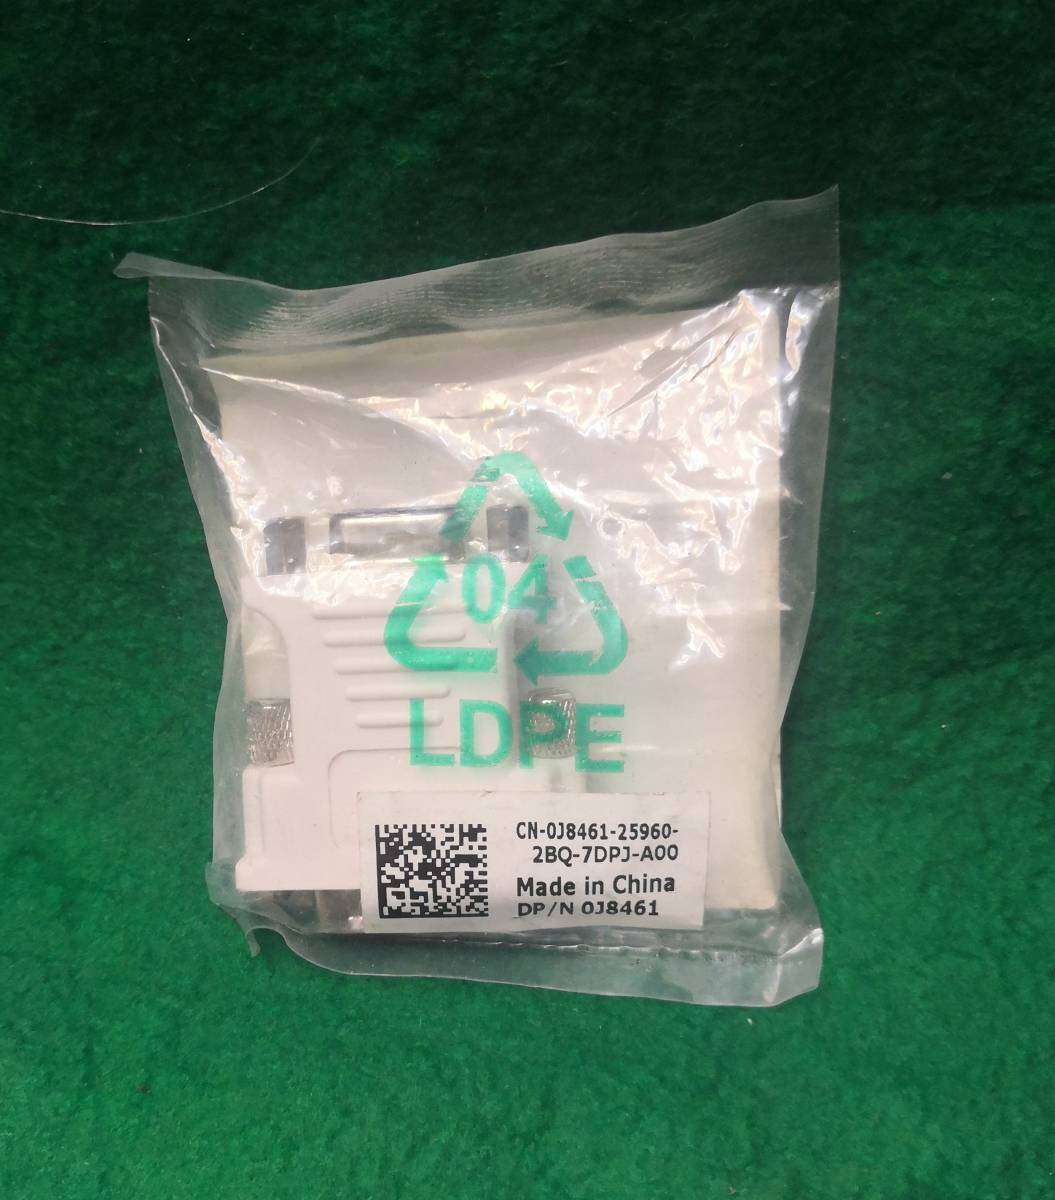 04
LDPE
CN-0J8461-25960-
2BQ-7DPJ-A00
Made in China
DP/N 0J8461